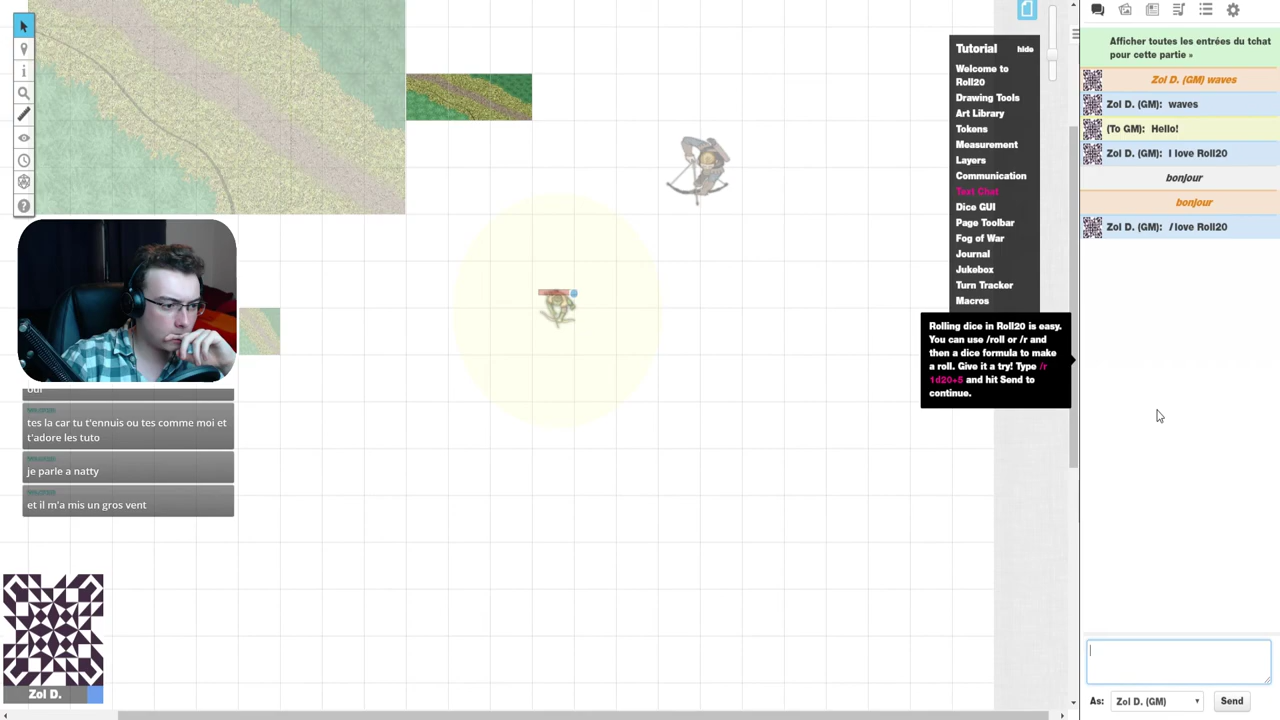 Tutorial hide
Welcome to
Roll20
Drawing Tools
Art Library
Tokens
Measurement
Layers
Communication
Text Chat
Dice GUI
Page Toolbar
Fog of War
Journal
Jukebox
Turn Tracker
Macros
Rolling dice in Roll20 is easy.
You can use /roll or /r and
then a dice formula to make
a roll. Give it a try! Type /r
1d20+5 and hit Send to
continue.
Afficher toutes les entrées du tchat
pour cette partie »
Zol D. (GM) waves
Zol D. (GM): waves
(To GM): Hello!
Zol D. (GM): I love Roll20
bonjour
bonjour
Zol D. (GM): /love Roll20
tes la car tu t'ennuis ou tes comme moi et
t'adore les tuto
je parle a natty
et il m'a mis un gros vent
Zol D.
As: Zol D. (GM) Send